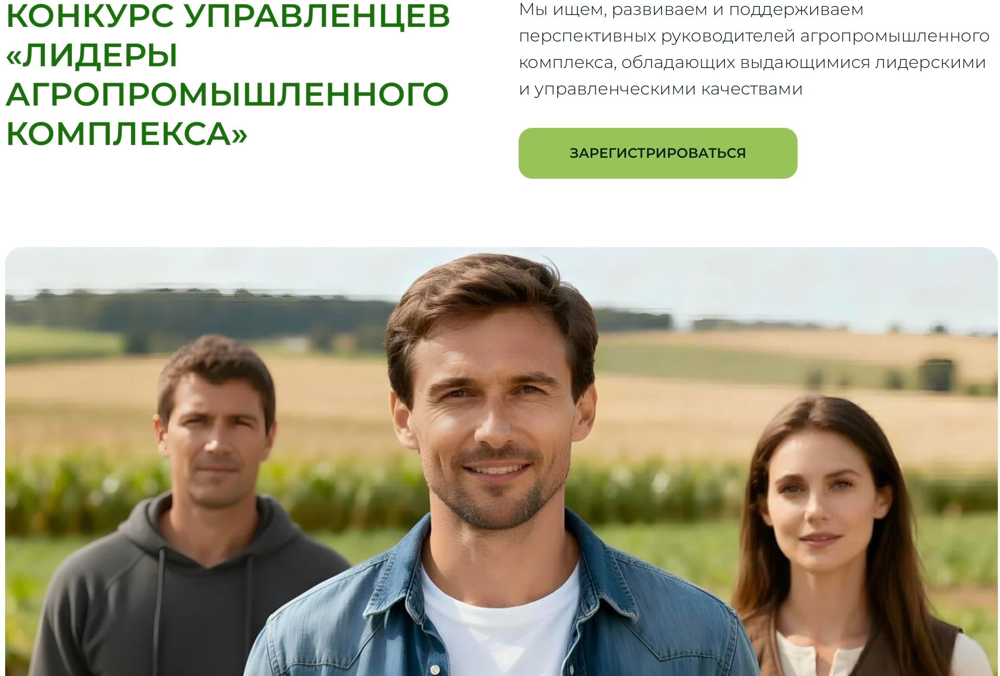 КОНКУРС УПРАВЛЕНЦЕВ
«ЛИДЕРЫ
АГРОПРОМЫШЛЕННОГО
КОМПЛЕКСА»
Мы ищем, развиваем и поддерживаем
перспективных руководителей агропромышленного
комплекса, обладающих выдающимися лидерскими
и управленческими качествами
ЗАРЕГИСТРИРОВАТЬСЯ